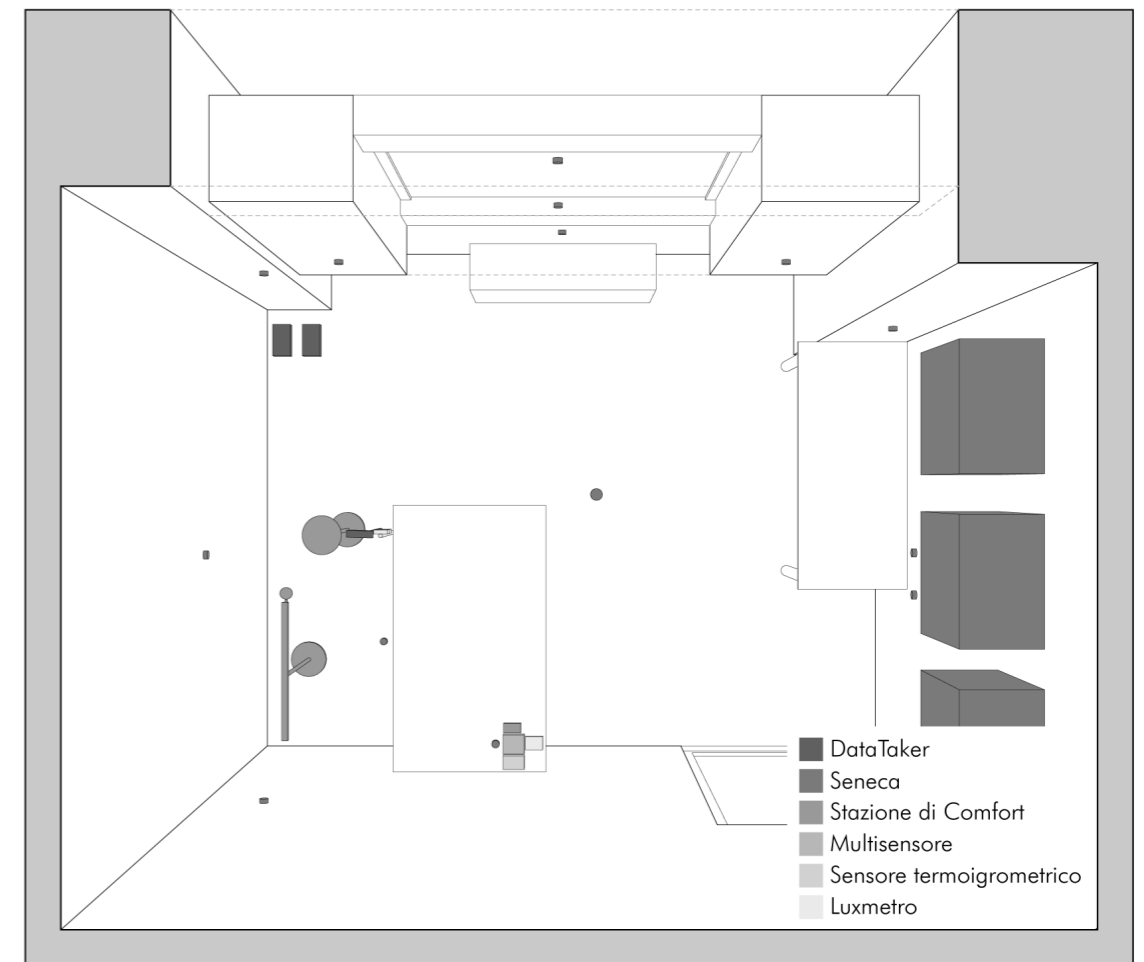 DataTaker
Seneca
Stazione di Comfort
Multisensore
Sensore termoigrometrico
Luxmetro